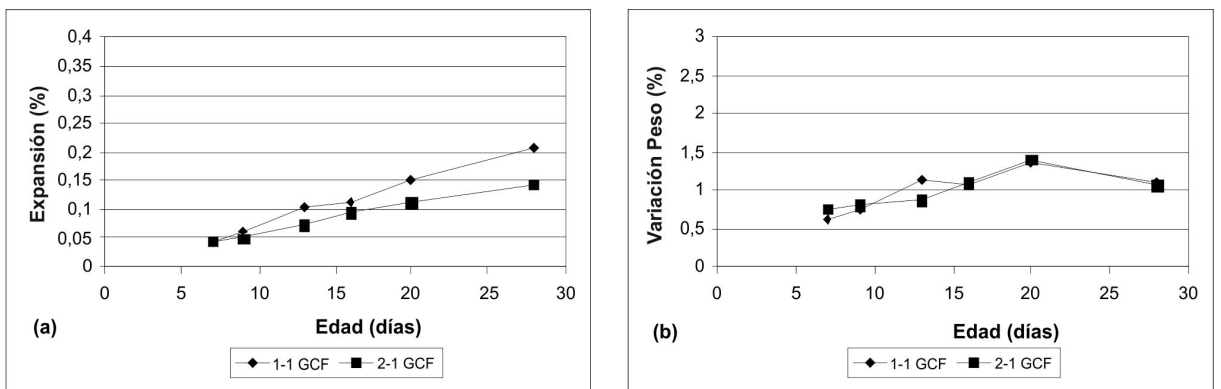 Expansión (%)
0,4
0,35
0,3
0,25
0,2
0,15
0,1
0,05
0
0 5 10 15 20 25 30
(a)
Edad (días)
1-1 GCF 2-1 GCF
Variación Peso (%)
3
2,5
2
1,5
1
0,5
0
0 5 10 15 20 25 30
(b)
Edad (días)
1-1 GCF 2-1 GCF